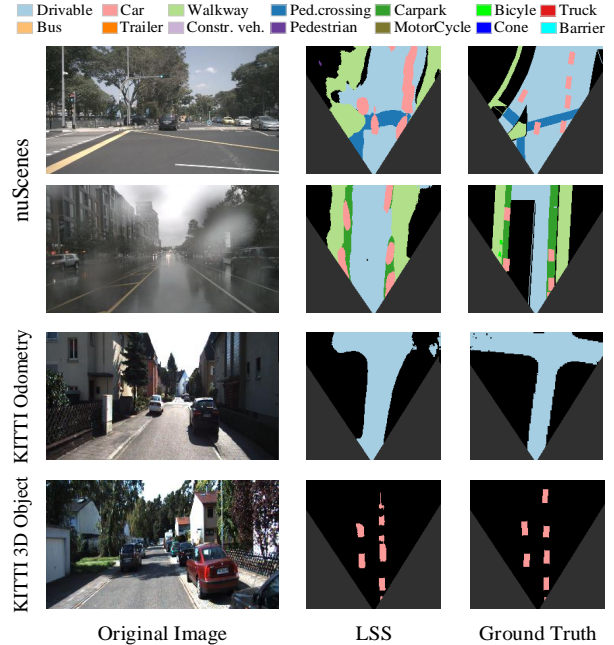 Drivable Car Walkway Ped.crossing Carpark Bicycle Truck
Bus Trailer Constr. veh. Pedestrian MotorCycle Cone Barrier
nuScenes
KITTI Odometry
KITTI 3D Object
Original Image LSS Ground Truth